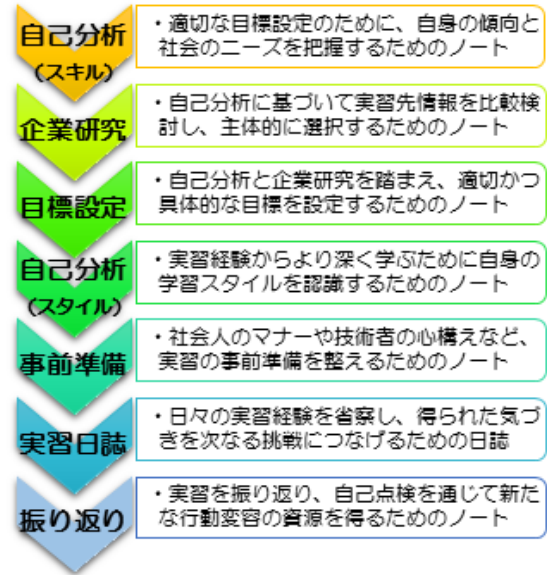 自己分析
(スキル)
・適切な目標設定のために、自身の傾向と
社会のニーズを把握するためのノート
企業研究
・自己分析に基づいて実習先情報を比較検
討し、主体的に選択するためのノート
目標設定
・自己分析と企業研究を踏まえ、適切かつ
具体的な目標を設定するためのノート
自己分析
(スタイル)
・実習経験からより深く学ぶために自身の
学習スタイルを認識するためのノート
事前準備
・社会人のマナーや技術者の心構えなど、
実習の事前準備を整えるためのノート
実習日誌
・日々の実習経験を省察し、得られた気づ
きを次なる挑戦につなげるための日誌
振り返り
・実習を振り返り、自己点検を通じて新た
な行動変容の資源を得るためのノート